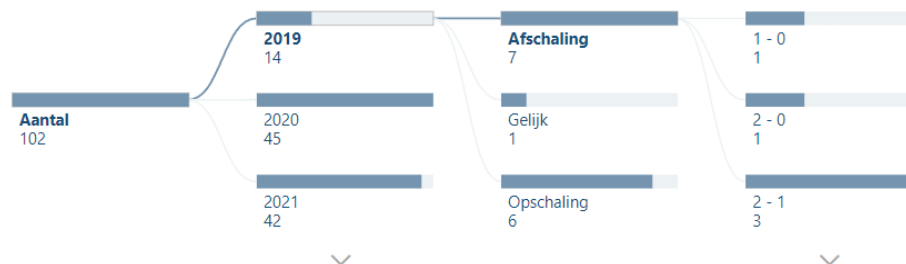 Aantal
102
2019
14
2020
45
2021
42
Afschaling
7
Gelijk
1
Opschaling
6
1 - 0
1
2 - 0
1
2 - 1
3